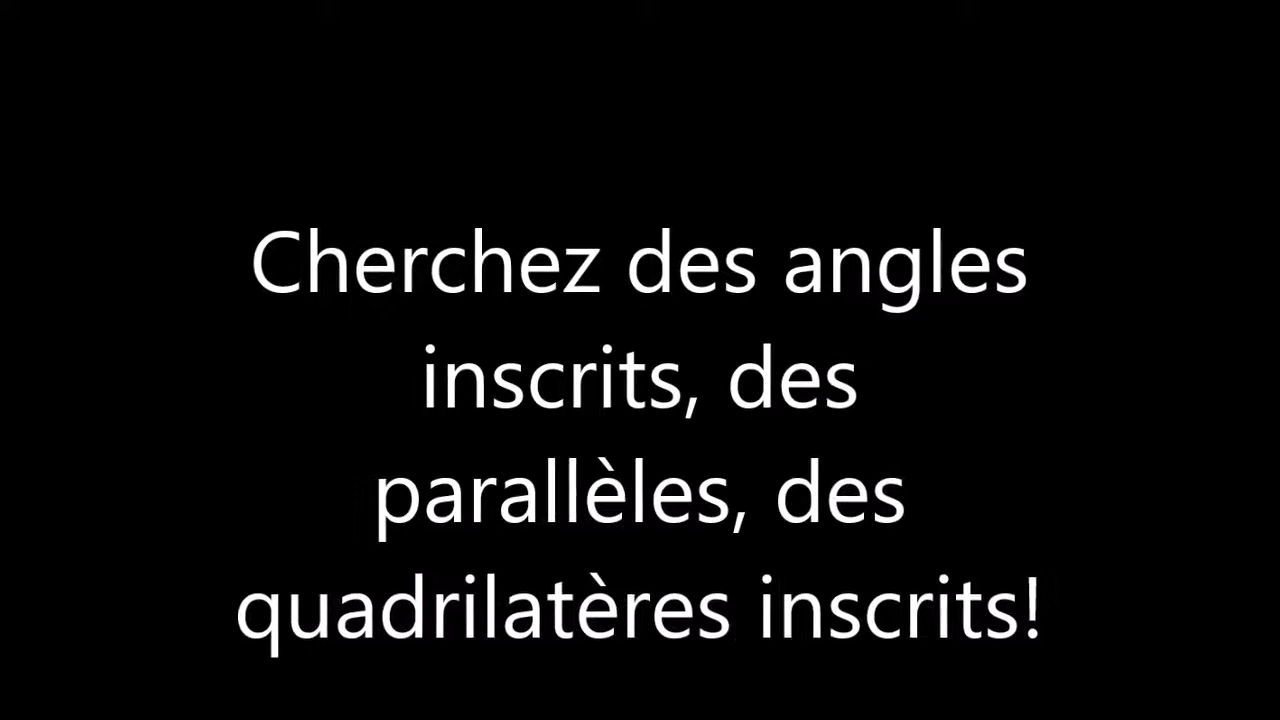 Cherchez des angles
inscrits, des
parallèles, des
quadrilatères inscrits!